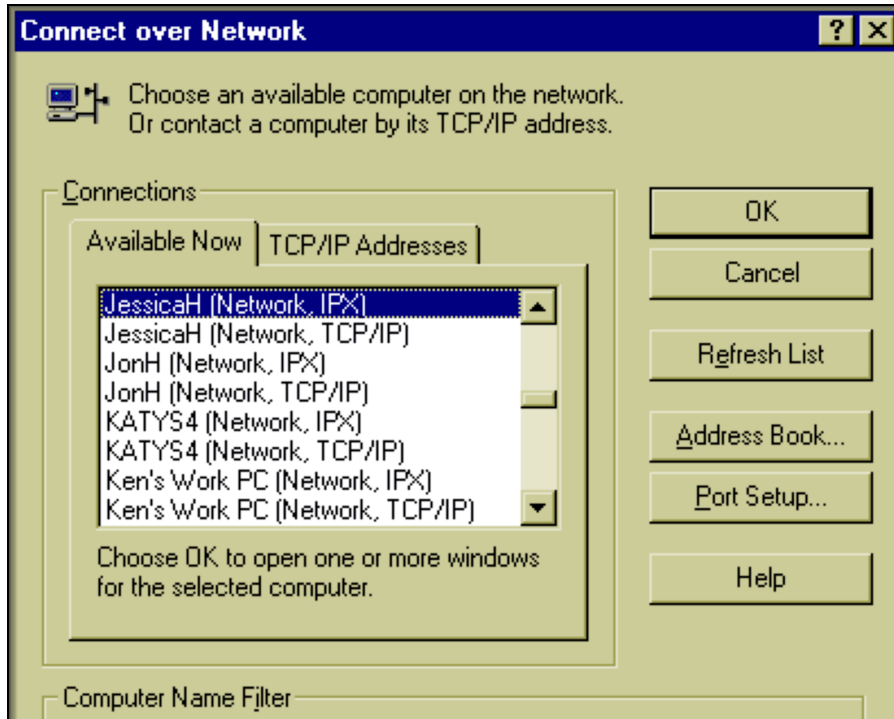 Connect over Network
Choose an available computer on the network.
Or contact a computer by its TCP/IP address.
Connections
Available Now
TCP/IP Addresses
JessicaH (Network, IPX)
JessicaH (Network, TCP/IP)
JonH (Network, IPX)
JonH (Network, TCP/IP)
KATYS4 (Network, IPX)
KATYS4 (Network, TCP/IP)
Ken's Work PC (Network, IPX)
Ken's Work PC (Network, TCP/IP)
Choose OK to open one or more windows
for the selected computer.
OK
Cancel
Refresh List
Address Book...
Port Setup...
Help
Computer Name Filter